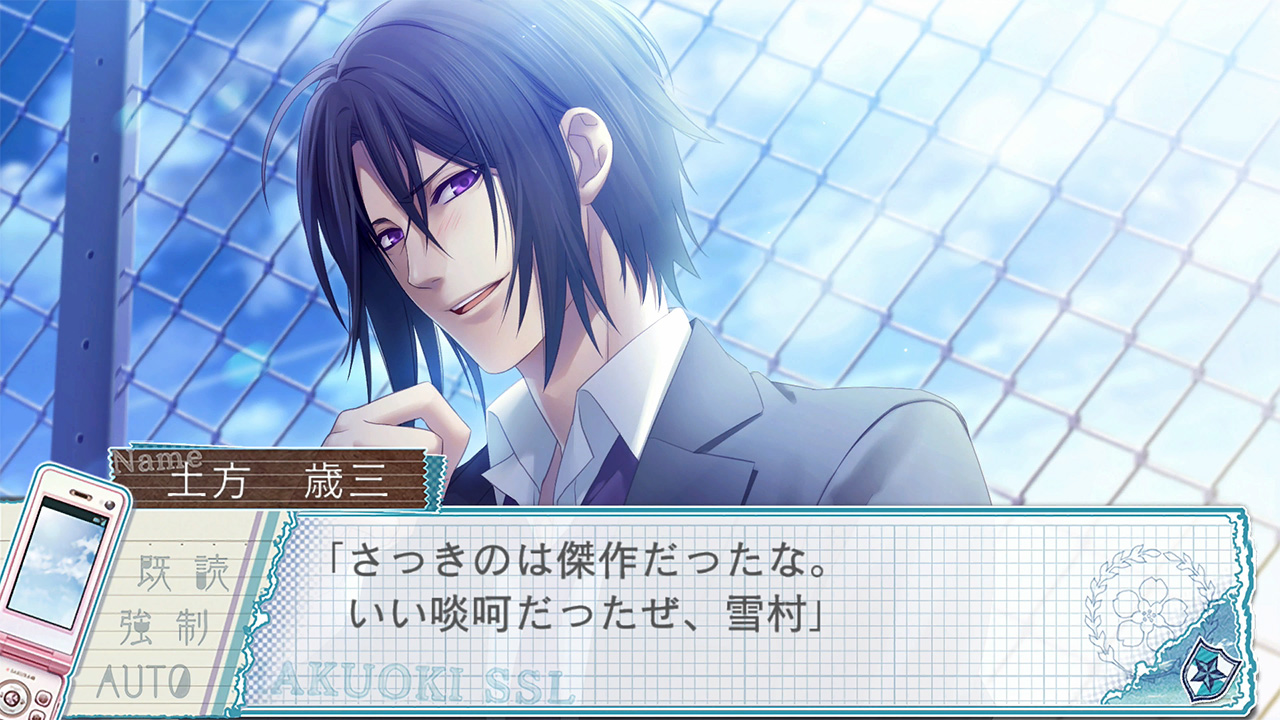 Name
土方　歳三
既読
強制
AUTO
「さっきのは傑作だったな。
いい啖呵だったぜ、雪村」
AKUOKI SSL